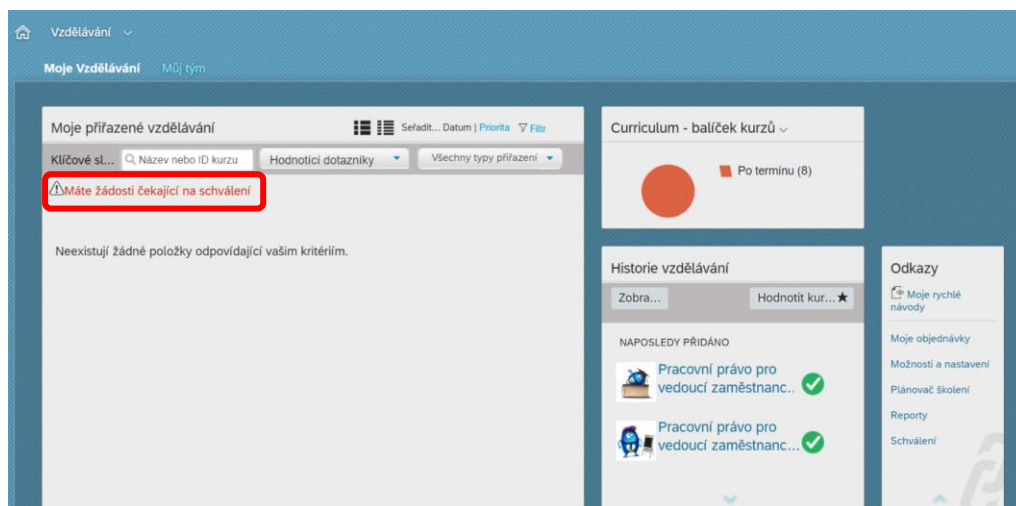 Vzdělávání
Moje Vzdělávání Můj tým
Moje přiřazené vzdělávání
Seřadit... Datum | Priorita Filtr
Klíčové sl... Název nebo ID kurzu Hodnotící dotazníky Všechny typy přiřazení
Máte žádosti čekající na schválení
Neexistují žádné položky odpovídající vašim kritériím.
Curriculum - balíček kurzů
Po termínu (8)
Historie vzdělávání
Zobra... Hodnotit kur...
NAPOSLEDY PŘIDÁNO
Pracovní právo pro
vedoucí zaměstnanc..
Pracovní právo pro
vedoucí zaměstnanc...
Odkazy
Moje rychlé
návody
Moje objednávky
Možnosti a nastavení
Plánovač školení
Reporty
Schválení